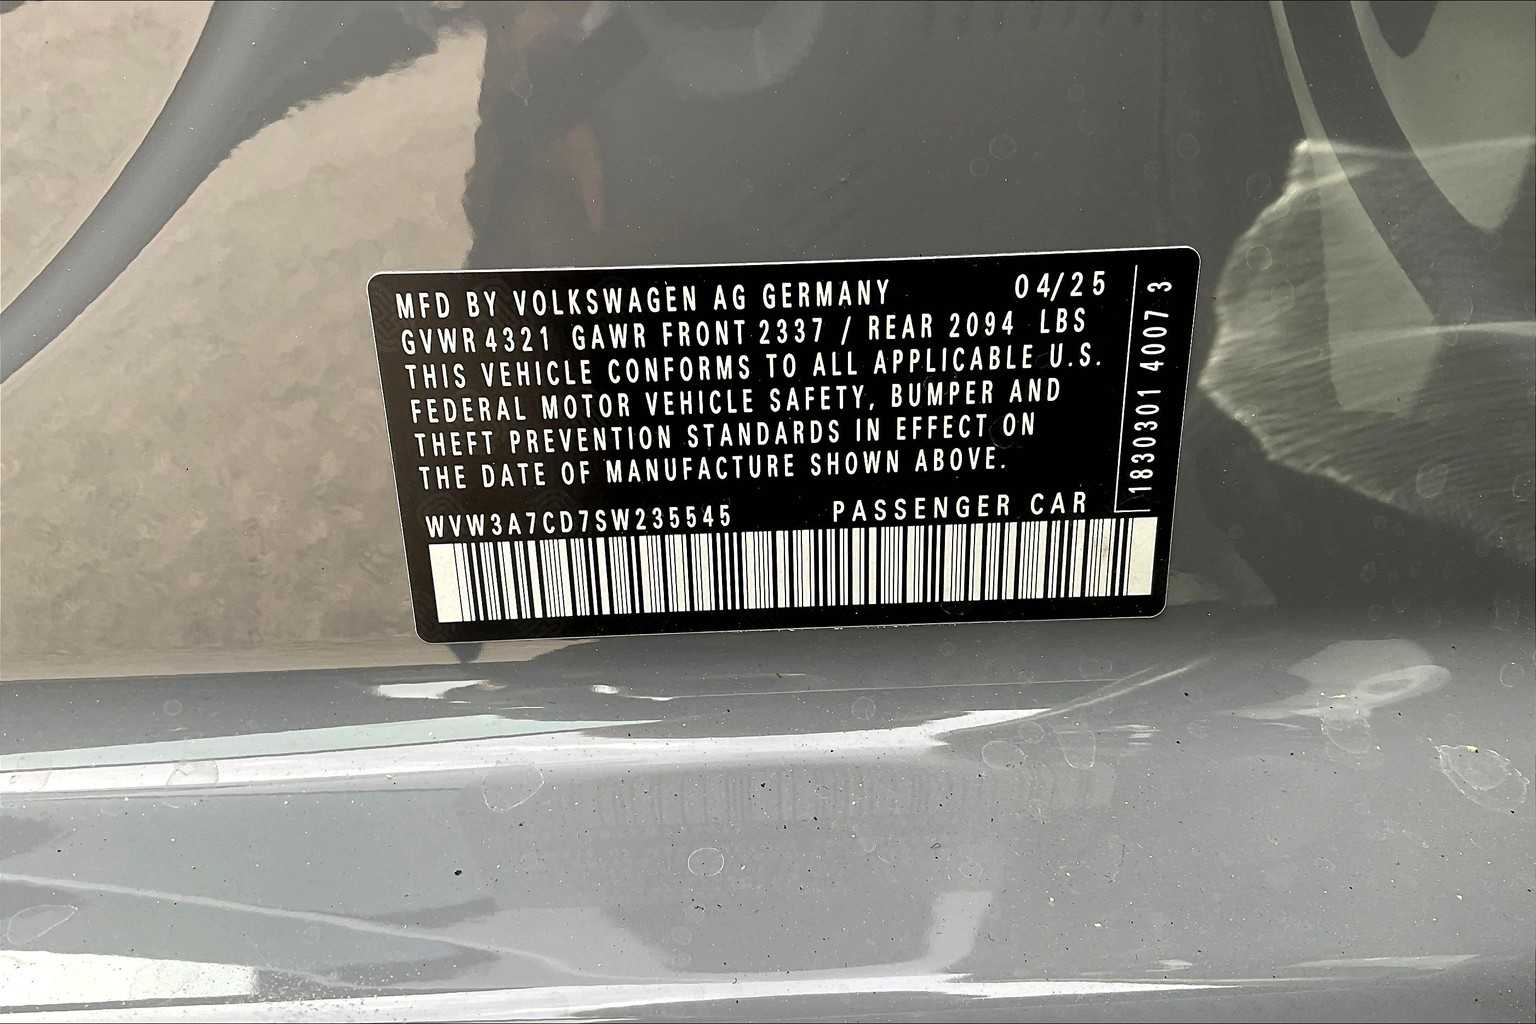 MFD BY VOLKSWAGEN AG GERMANY 04/25
GVWR 4321 GAWR FRONT 2337 / REAR 2094 LBS
THIS VEHICLE CONFORMS TO ALL APPLICABLE U.S.
FEDERAL MOTOR VEHICLE SAFETY, BUMPER AND
THEFT PREVENTION STANDARDS IN EFFECT ON
THE DATE OF MANUFACTURE SHOWN ABOVE.
WVW3A7CD7SW235545 PASSENGER CAR
1830301 4007 3